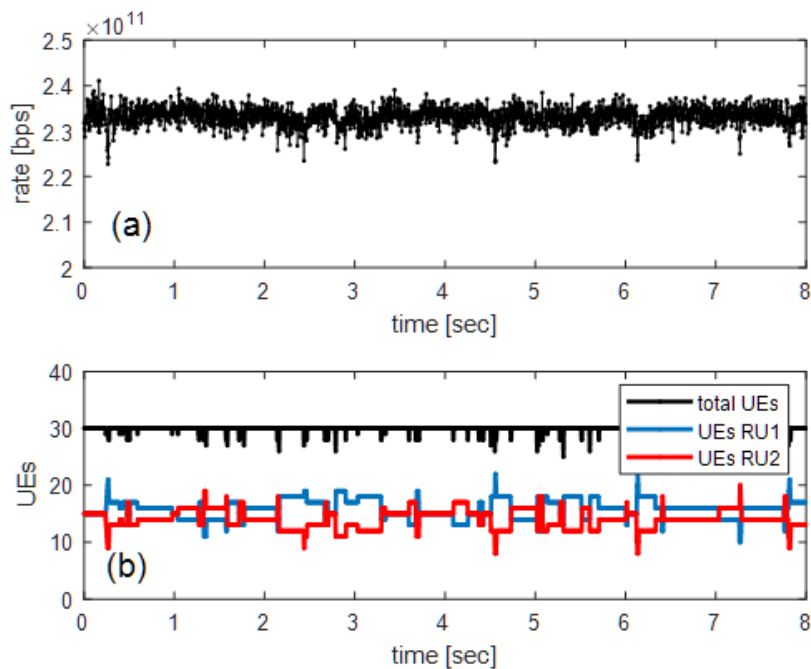 ×10^11
2.5
2.4
2.3
2.2
2.1
2
rate [bps]
(a)
0 1 2 3 4 5 6 7 8
time [sec]
40
30
20
10
0
UEs
total UEs
UEs RU1
UEs RU2
(b)
0 1 2 3 4 5 6 7 8
time [sec]